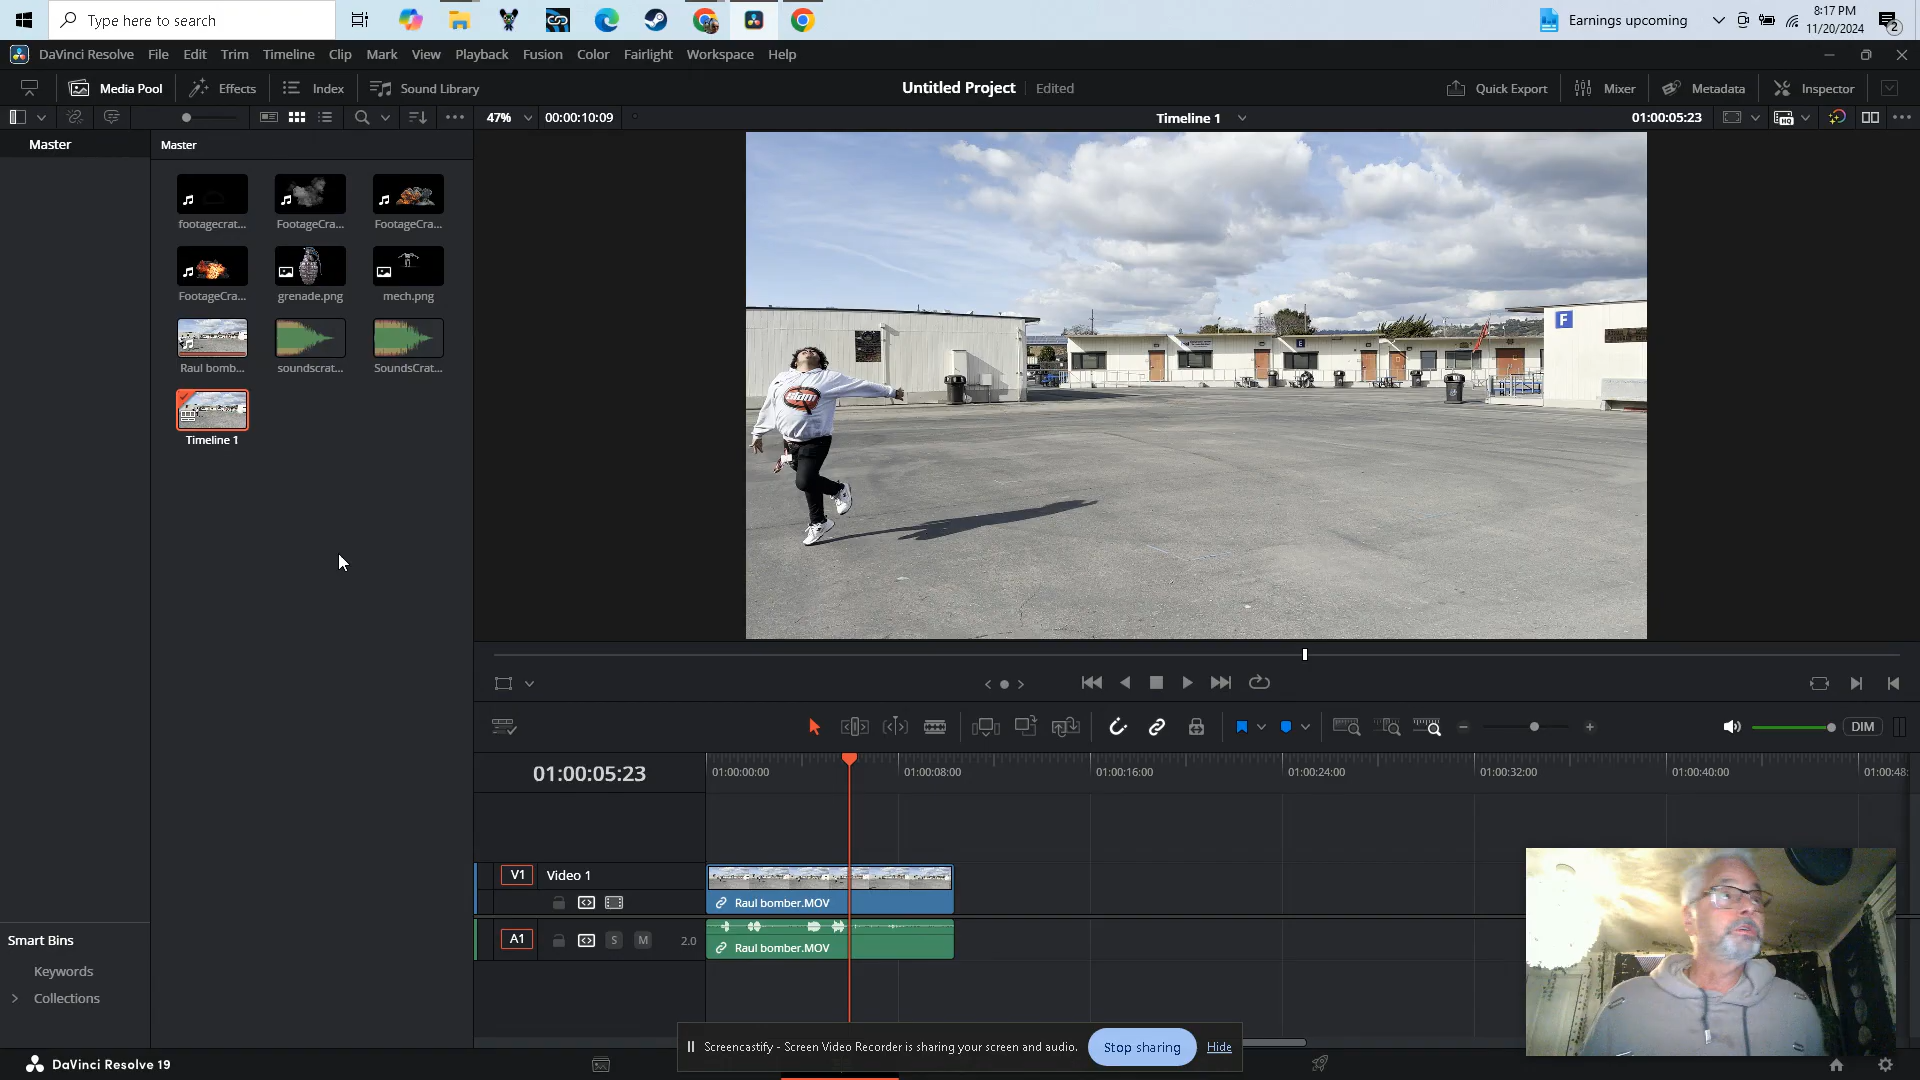 Type here to search
Earnings upcoming
8:17 PM
11/20/2024
2
DaVinci Resolve File Edit Trim Timeline Clip Mark View Playback Fusion Color Fairlight Workspace Help
Media Pool Effects Index Sound Library Untitled Project Edited Quick Export Mixer Metadata Inspector
47% 00:00:10:09 Timeline 1 01:00:05:23
Master Master
footagecrat... FootageCra... FootageCra...
FootageCra... grenade.png mech.png
Raul bomb... soundscrat... SoundsCrat...
Timeline 1
F
E
slam
DIM
01:00:05:23 01:00:00:00 01:00:08:00 01:00:16:00 01:00:24:00 01:00:32:00 01:00:40:00 01:00:48:
V1 Video 1
Raul bomber.MOV
A1 S M 2.0
Raul bomber.MOV
Smart Bins
Keywords
Collections
Screencastify - Screen Video Recorder is sharing your screen and audio. Stop sharing Hide
DaVinci Resolve 19